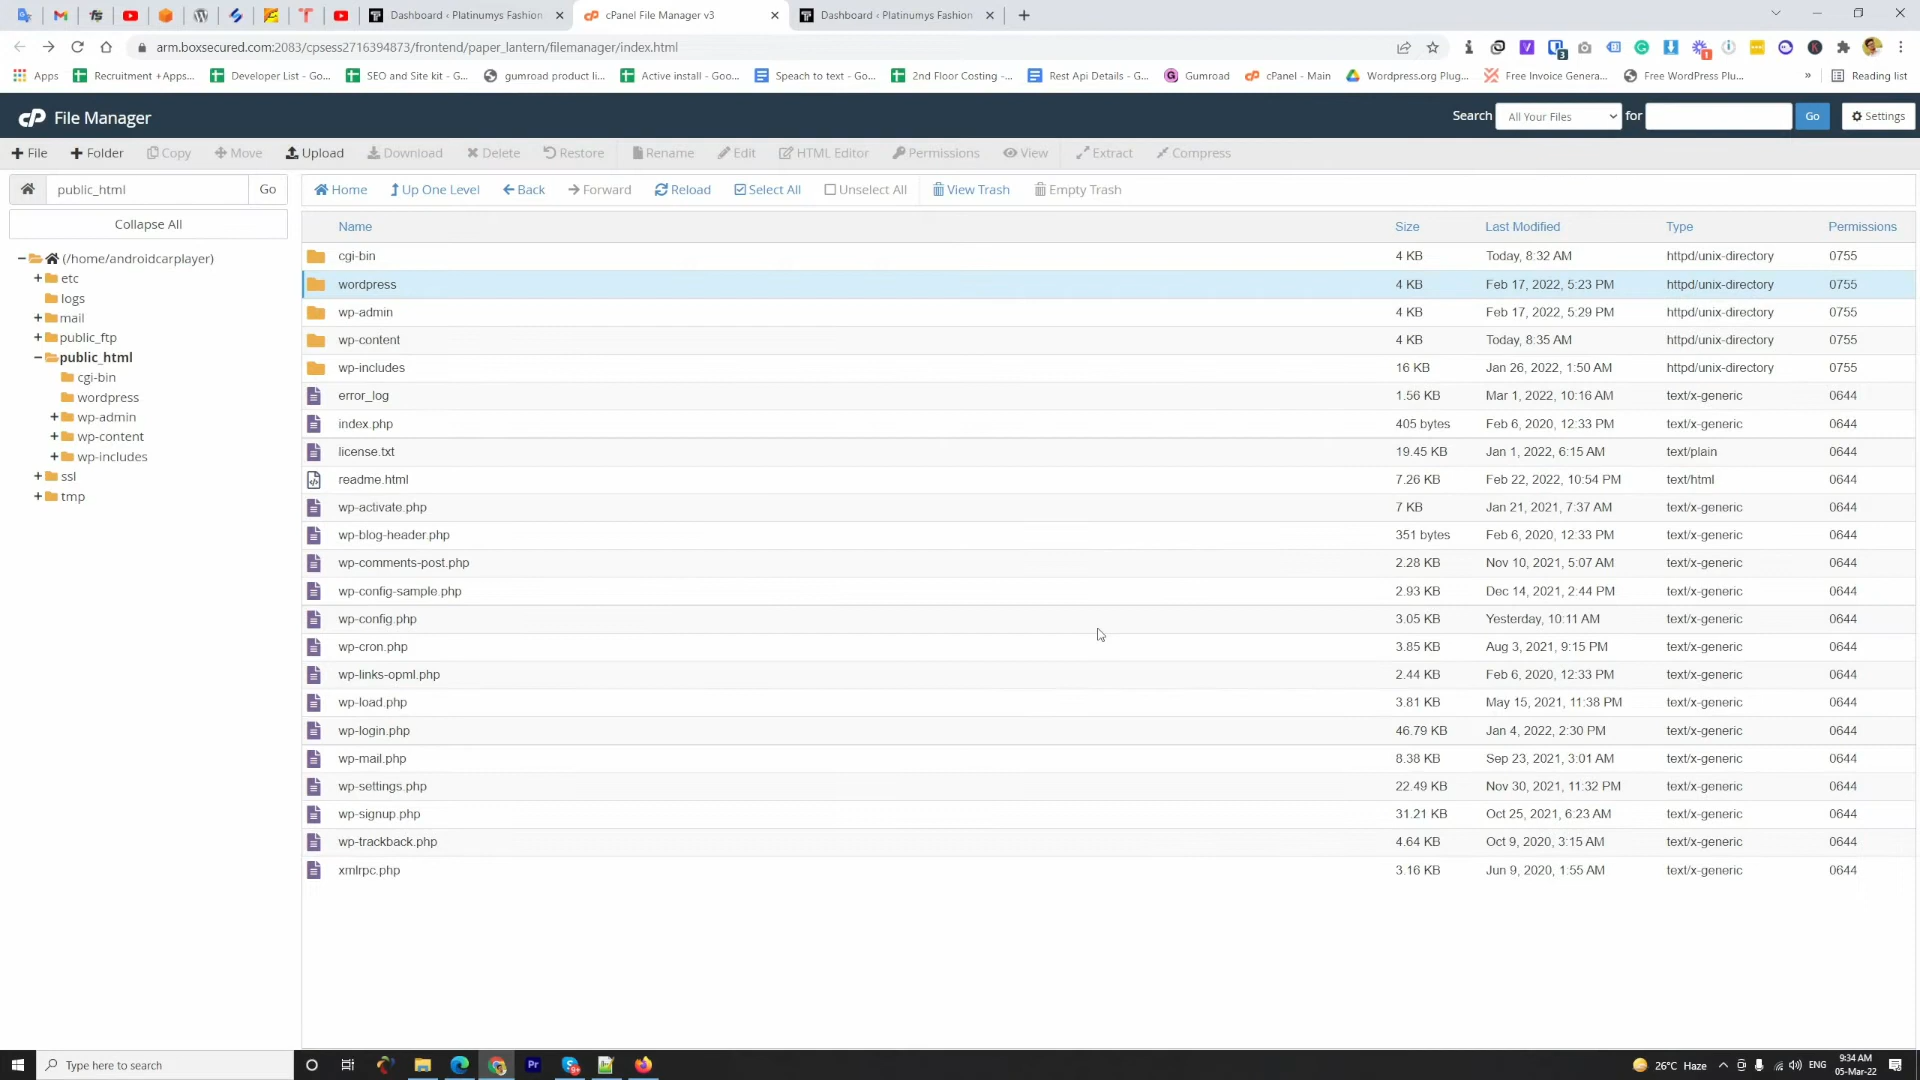 Dashboard ‹ Platinumys Fashion
cPanel File Manager v3
Dashboard ‹ Platinumys Fashion
arm.boxsecured.com:2083/cpsess2716394873/frontend/paper_lantern/filemanager/index.html
Apps
Recruitment +Apps...
Developer List - Go...
SEO and Site kit - G...
gumroad product li...
Active install - Goo...
Speach to text - Go...
2nd Floor Costing -...
Rest Api Details - G...
Gumroad
cPanel - Main
Wordpress.org Plug...
Free Invoice Genera...
Free WordPress Plu...
»
Reading list
cP File Manager
Search All Your Files for Go Settings
File Folder Copy Move Upload Download Delete Restore Rename Edit HTML Editor Permissions View Extract Compress
public_html Go
Home Up One Level Back Forward Reload Select All Unselect All View Trash Empty Trash
Collapse All
(/home/androidcarplayer)
etc
logs
mail
public_ftp
public_html
cgi-bin
wordpress
wp-admin
wp-content
wp-includes
ssl
tmp
Name Size Last Modified Type Permissions
cgi-bin 4 KB Today, 8:32 AM httpd/unix-directory 0755
wordpress 4 KB Feb 17, 2022, 5:23 PM httpd/unix-directory 0755
wp-admin 4 KB Feb 17, 2022, 5:29 PM httpd/unix-directory 0755
wp-content 4 KB Today, 8:35 AM httpd/unix-directory 0755
wp-includes 16 KB Jan 26, 2022, 1:50 AM httpd/unix-directory 0755
error_log 1.56 KB Mar 1, 2022, 10:16 AM text/x-generic 0644
index.php 405 bytes Feb 6, 2020, 12:33 PM text/x-generic 0644
license.txt 19.45 KB Jan 1, 2022, 6:15 AM text/plain 0644
readme.html 7.26 KB Feb 22, 2022, 10:54 PM text/html 0644
wp-activate.php 7 KB Jan 21, 2021, 7:37 AM text/x-generic 0644
wp-blog-header.php 351 bytes Feb 6, 2020, 12:33 PM text/x-generic 0644
wp-comments-post.php 2.28 KB Nov 10, 2021, 5:07 AM text/x-generic 0644
wp-config-sample.php 2.93 KB Dec 14, 2021, 2:44 PM text/x-generic 0644
wp-config.php 3.05 KB Yesterday, 10:11 AM text/x-generic 0644
wp-cron.php 3.85 KB Aug 3, 2021, 9:15 PM text/x-generic 0644
wp-links-opml.php 2.44 KB Feb 6, 2020, 12:33 PM text/x-generic 0644
wp-load.php 3.81 KB May 15, 2021, 11:38 PM text/x-generic 0644
wp-login.php 46.79 KB Jan 4, 2022, 2:30 PM text/x-generic 0644
wp-mail.php 8.38 KB Sep 23, 2021, 3:01 AM text/x-generic 0644
wp-settings.php 22.49 KB Nov 30, 2021, 11:32 PM text/x-generic 0644
wp-signup.php 31.21 KB Oct 25, 2021, 6:23 AM text/x-generic 0644
wp-trackback.php 4.64 KB Oct 9, 2020, 3:15 AM text/x-generic 0644
xmlrpc.php 3.16 KB Jun 9, 2020, 1:55 AM text/x-generic 0644
Type here to search
26°C Haze
ENG
9:34 AM
05-Mar-22